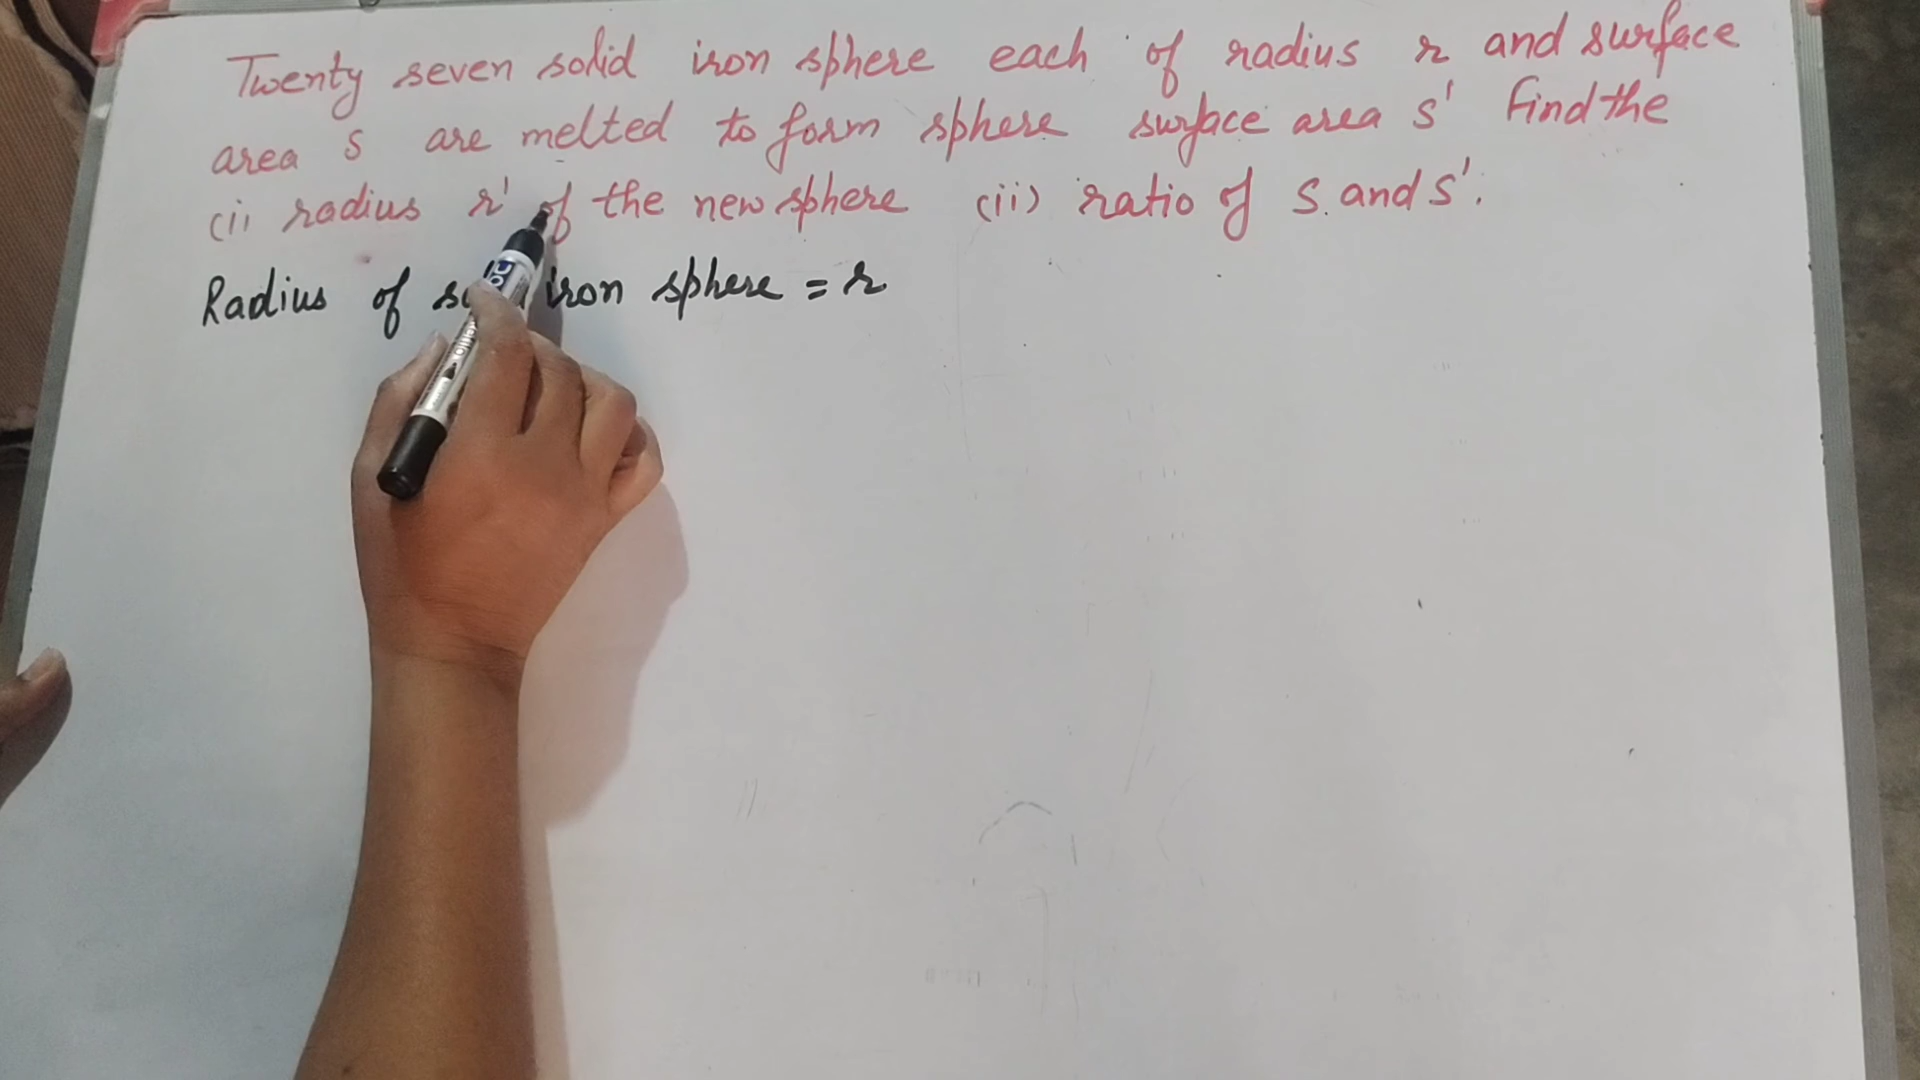 Twenty seven solid iron sphere each of radius r and surface
area s are melted to form sphere surface area s' Find the
(i) radius r' of the new sphere (ii) ratio of S and S'.
Radius of iron sphere = r